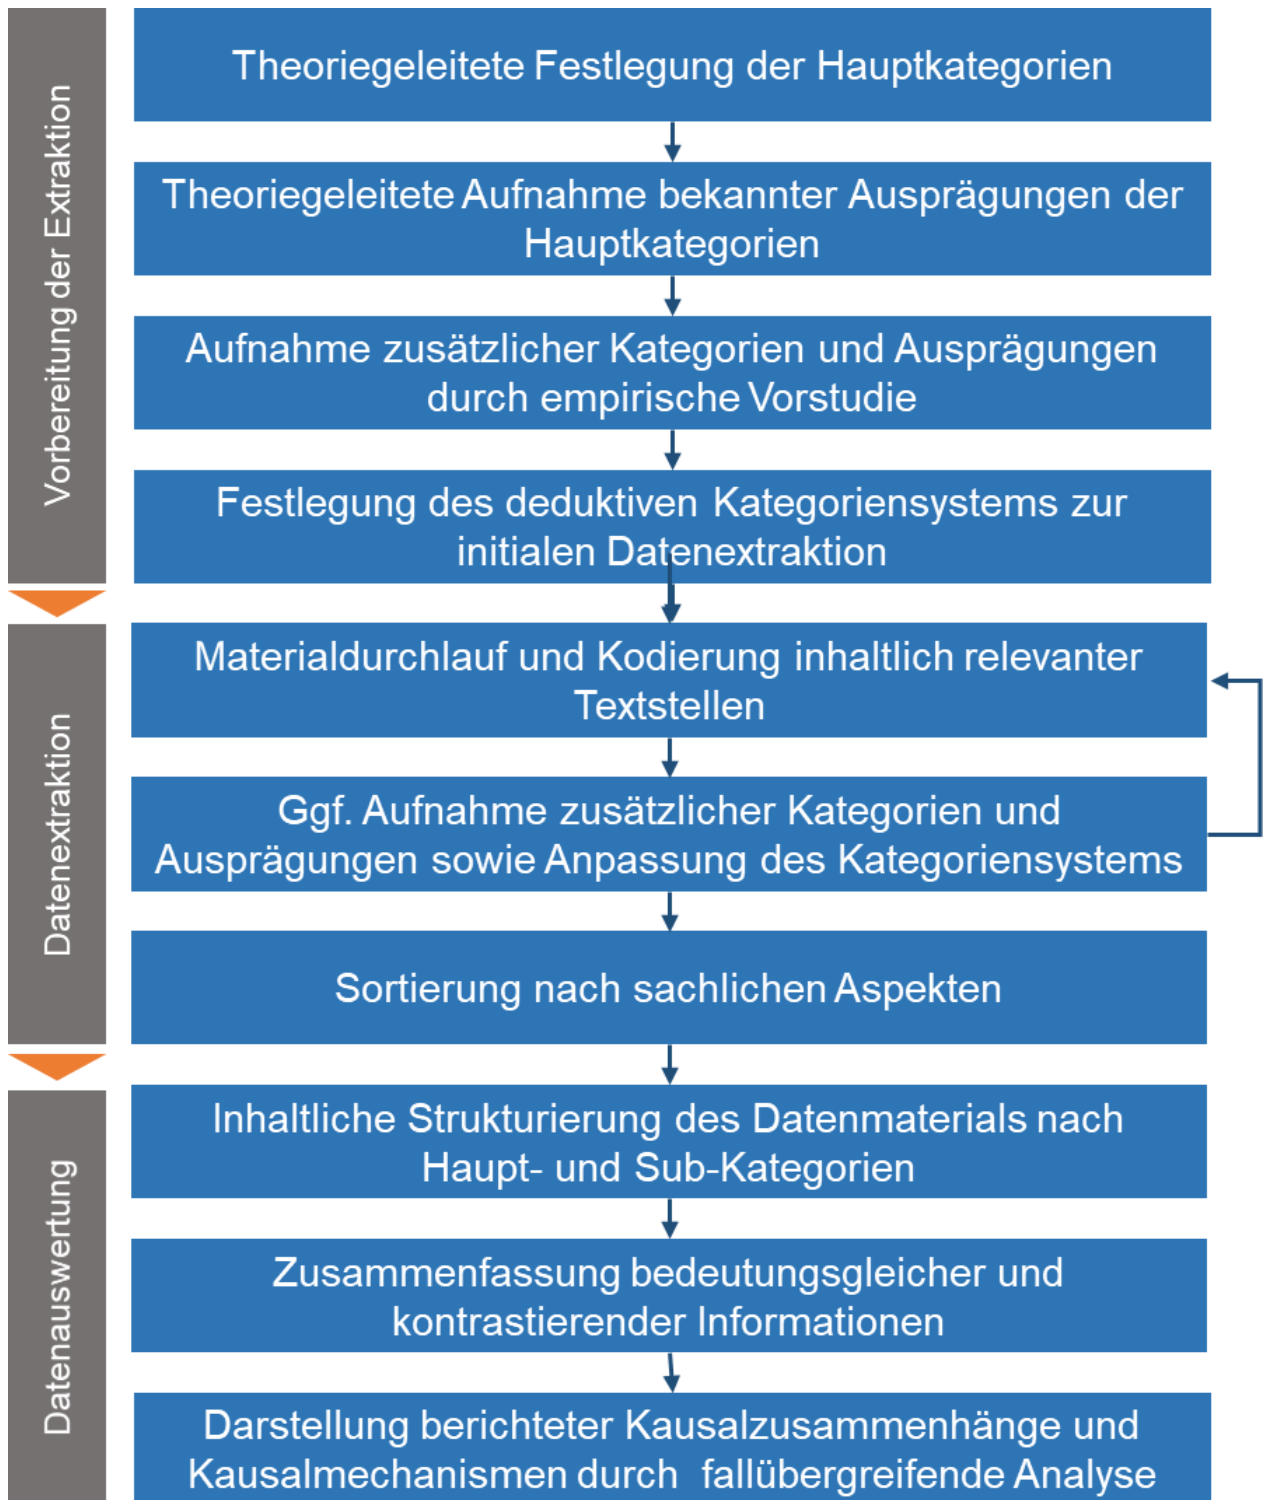 Vorbereitung der Extraktion
Theoriegeleitete Festlegung der Hauptkategorien
Theoriegeleitete Aufnahme bekannter Ausprägungen der
Hauptkategorien
Aufnahme zusätzlicher Kategorien und Ausprägungen
durch empirische Vorstudie
Festlegung des deduktiven Kategoriensystems zur
initialen Datenextraktion
Datenextraktion
Materialdurchlauf und Kodierung inhaltlich relevanter
Textstellen
Ggf. Aufnahme zusätzlicher Kategorien und
Ausprägungen sowie Anpassung des Kategoriensystems
Sortierung nach sachlichen Aspekten
Datenauswertung
Inhaltliche Strukturierung des Datenmaterials nach
Haupt- und Sub-Kategorien
Zusammenfassung bedeutungsgleicher und
kontrastierender Informationen
Darstellung berichteter Kausalzusammenhänge und
Kausalmechanismen durch fallübergreifende Analyse